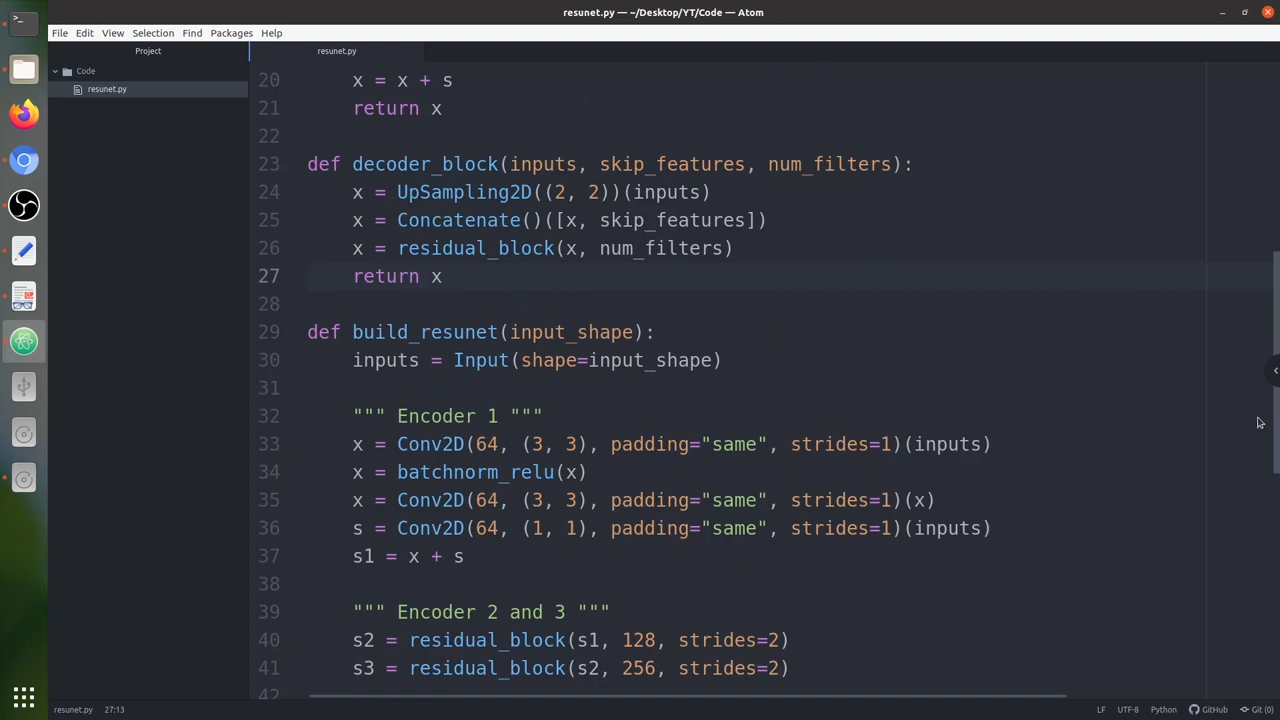 resunet.py — ~/Desktop/YT/Code — Atom
File Edit View Selection Find Packages Help
Project
resunet.py
Code
resunet.py
20 x = x + s
21 return x
22
23 def decoder_block(inputs, skip_features, num_filters):
24 x = UpSampling2D((2, 2))(inputs)
25 x = Concatenate()([x, skip_features])
26 x = residual_block(x, num_filters)
27 return x
28
29 def build_resunet(input_shape):
30 inputs = Input(shape=input_shape)
31
32 """ Encoder 1 """
33 x = Conv2D(64, (3, 3), padding="same", strides=1)(inputs)
34 x = batchnorm_relu(x)
35 x = Conv2D(64, (3, 3), padding="same", strides=1)(x)
36 s = Conv2D(64, (1, 1), padding="same", strides=1)(inputs)
37 s1 = x + s
38
39 """ Encoder 2 and 3 """
40 s2 = residual_block(s1, 128, strides=2)
41 s3 = residual_block(s2, 256, strides=2)
42
resunet.py 27:13 LF UTF-8 Python GitHub Git (0)